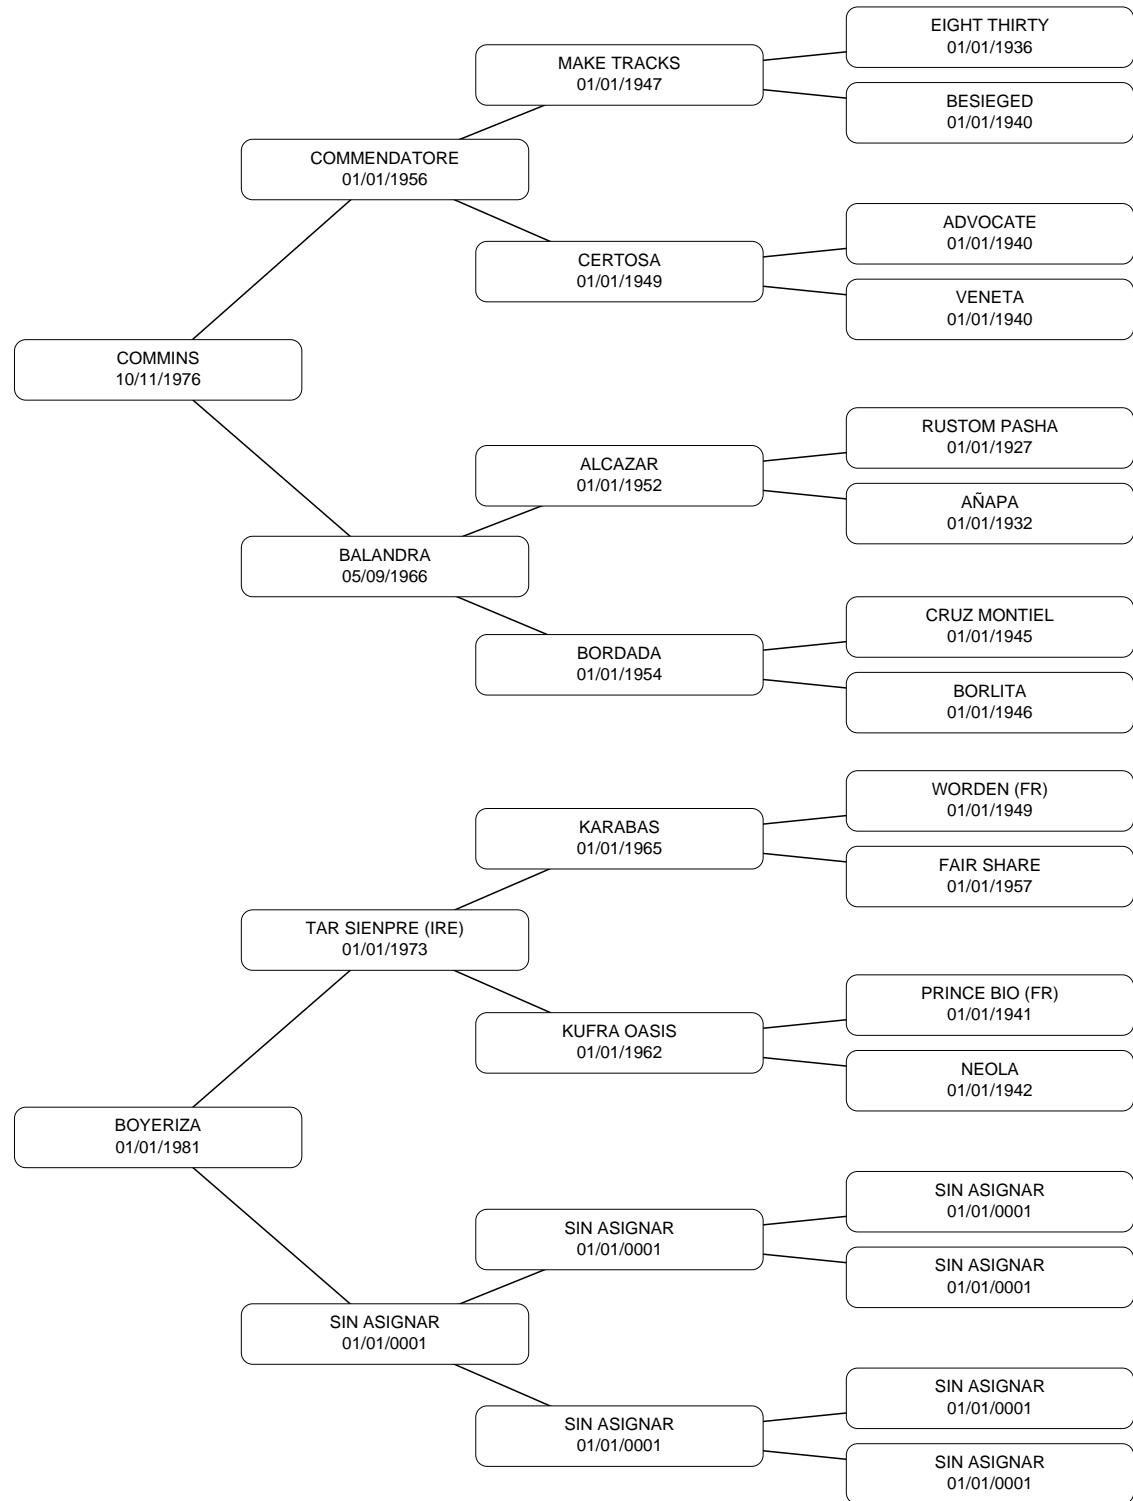 EIGHT THIRTY
01/01/1936
MAKE TRACKS
01/01/1947
BESIEGED
01/01/1940
COMMENDATORE
01/01/1956
ADVOCATE
01/01/1940
CERTOSA
01/01/1949
VENETA
01/01/1940
COMMINS
10/11/1976
RUSTOM PASHA
01/01/1927
ALCAZAR
01/01/1952
AÑAPA
01/01/1932
BALANDRA
05/09/1966
CRUZ MONTIEL
01/01/1945
BORDADA
01/01/1954
BORLITA
01/01/1946
WORDEN (FR)
01/01/1949
KARABAS
01/01/1965
FAIR SHARE
01/01/1957
TAR SIENPRE (IRE)
01/01/1973
PRINCE BIO (FR)
01/01/1941
KUFRA OASIS
01/01/1962
NEOLA
01/01/1942
BOYERIZA
01/01/1981
SIN ASIGNAR
01/01/0001
SIN ASIGNAR
01/01/0001
SIN ASIGNAR
01/01/0001
SIN ASIGNAR
01/01/0001
SIN ASIGNAR
01/01/0001
SIN ASIGNAR
01/01/0001
SIN ASIGNAR
01/01/0001